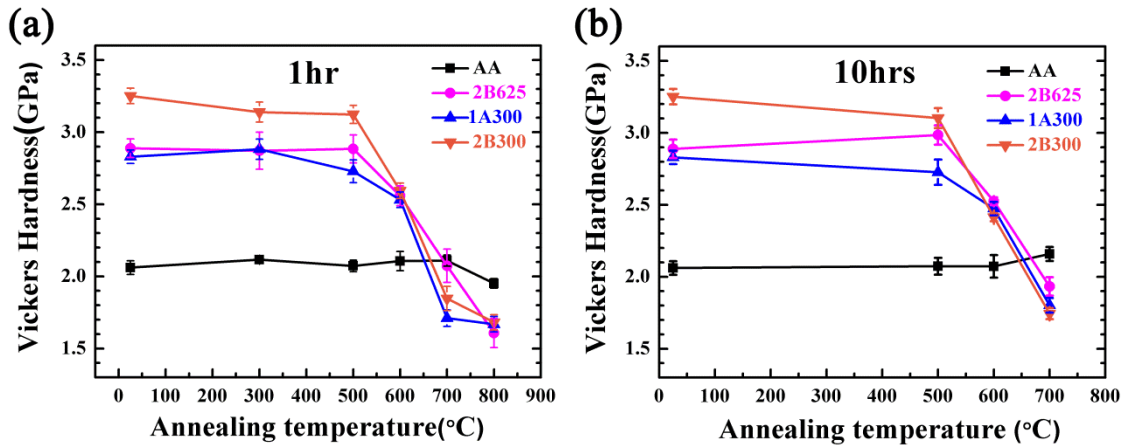 (a)
1hr
AA
2B625
1A300
2B300
3.5
3.0
2.5
2.0
1.5
Vickers Hardness(GPa)
0 100 200 300 400 500 600 700 800 900
Annealing temperature(°C)
(b)
10hrs
AA
2B625
1A300
2B300
3.5
3.0
2.5
2.0
1.5
Vickers Hardness(GPa)
0 100 200 300 400 500 600 700 800
Annealing temperature (°C)